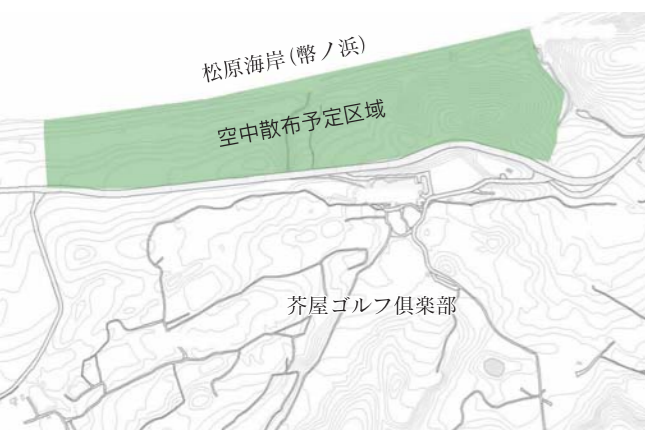 松原海岸(幣ノ浜)
空中散布予定区域
芥屋ゴルフ倶楽部